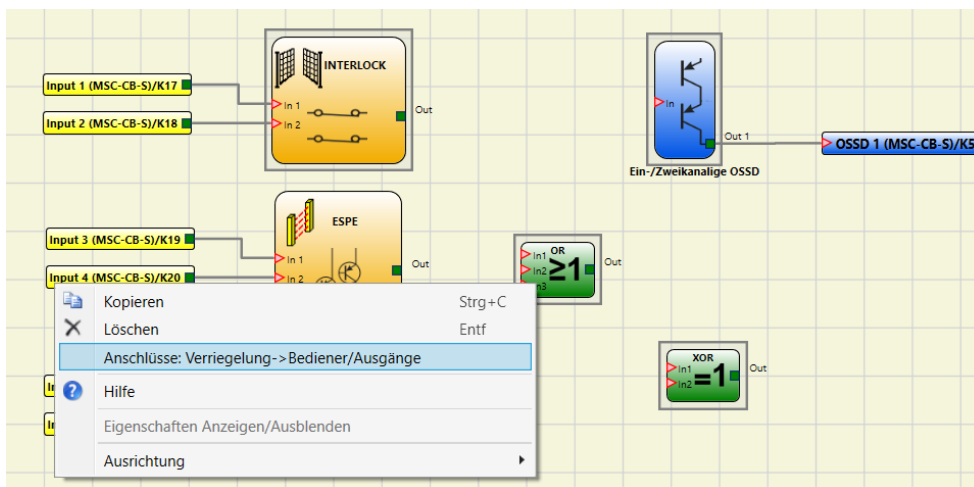 INTERLOCK
Input 1 (MSC-CB-S)/K17
In 1
Out
Input 2 (MSC-CB-S)/K18
In 2
In
Out 1
OSSD 1 (MSC-CB-S)/K5
Ein-/Zweikanalige OSSD
ESPE
Input 3 (MSC-CB-S)/K19
In 1
Out
Input 4 (MSC-CB-S)/K20
In 2
OR
In1
In2
≥1
Out
Kopieren Strg+C
Löschen Entf
Anschlüsse: Verriegelung->Bediener/Ausgänge
Hilfe
Eigenschaften Anzeigen/Ausblenden
Ausrichtung
XOR
In1
In2
=1
Out